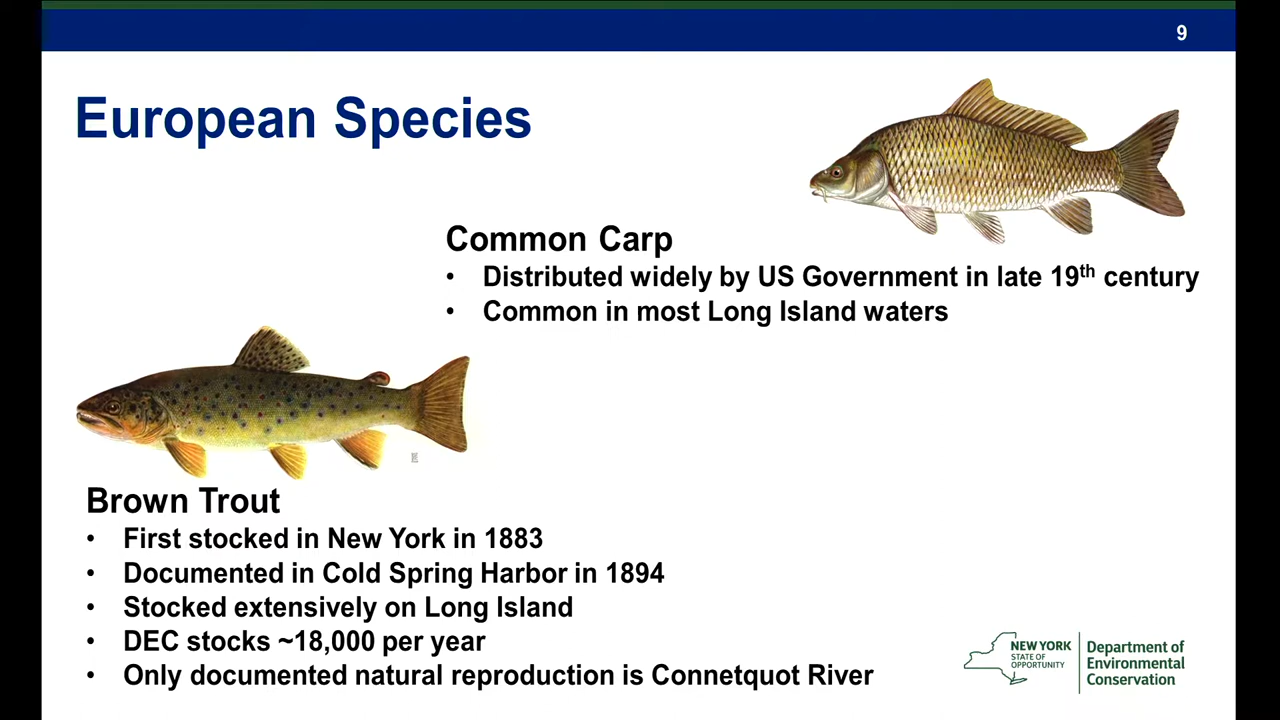 9
European Species
Common Carp
• Distributed widely by US Government in late 19th century
• Common in most Long Island waters
Brown Trout
• First stocked in New York in 1883
• Documented in Cold Spring Harbor in 1894
• Stocked extensively on Long Island
• DEC stocks ~18,000 per year
• Only documented natural reproduction is Connetquot River
NEW YORK
STATE OF
OPPORTUNITY
Department of
Environmental
Conservation